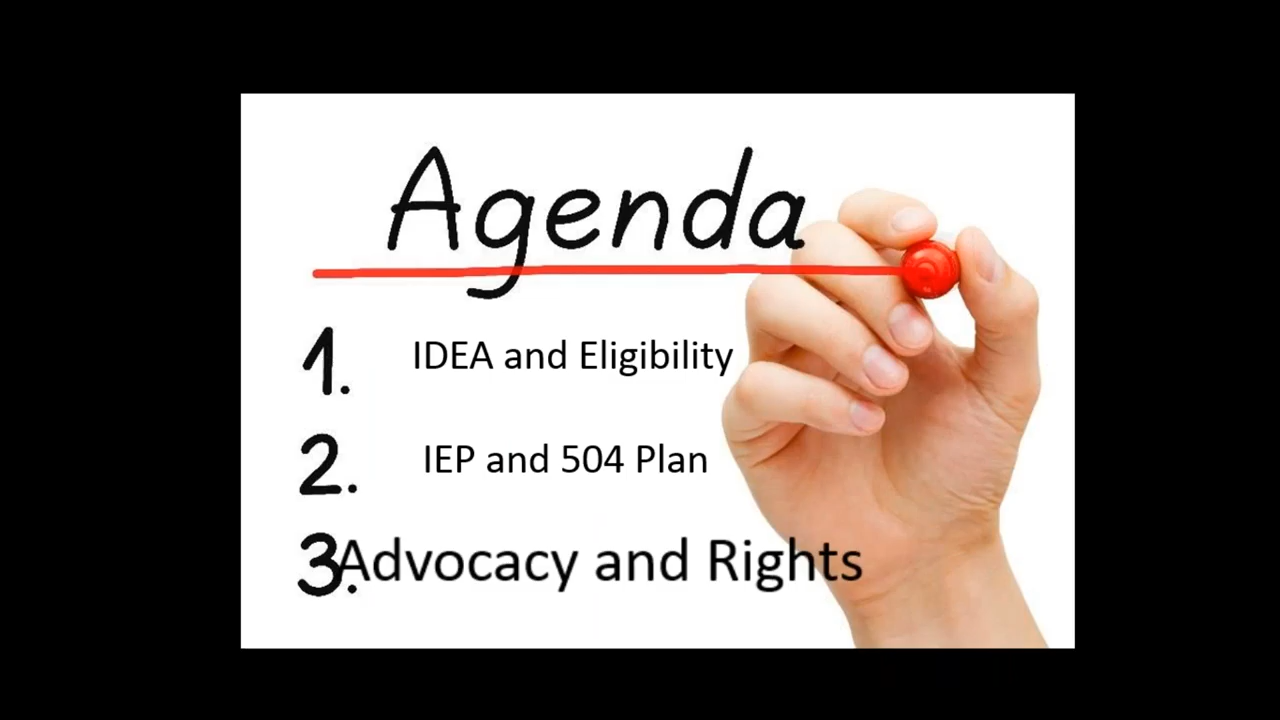 Agenda
1. IDEA and Eligibility
2. IEP and 504 Plan
3. Advocacy and Rights